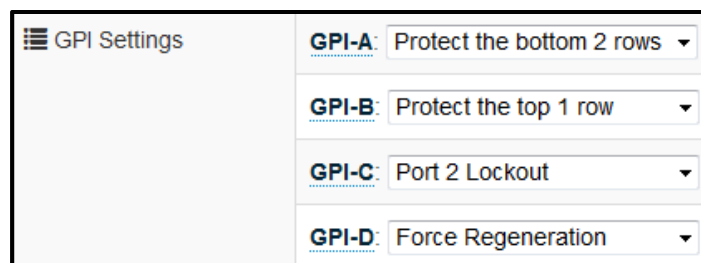 GPI Settings
GPI-A: Protect the bottom 2 rows
GPI-B: Protect the top 1 row
GPI-C: Port 2 Lockout
GPI-D: Force Regeneration